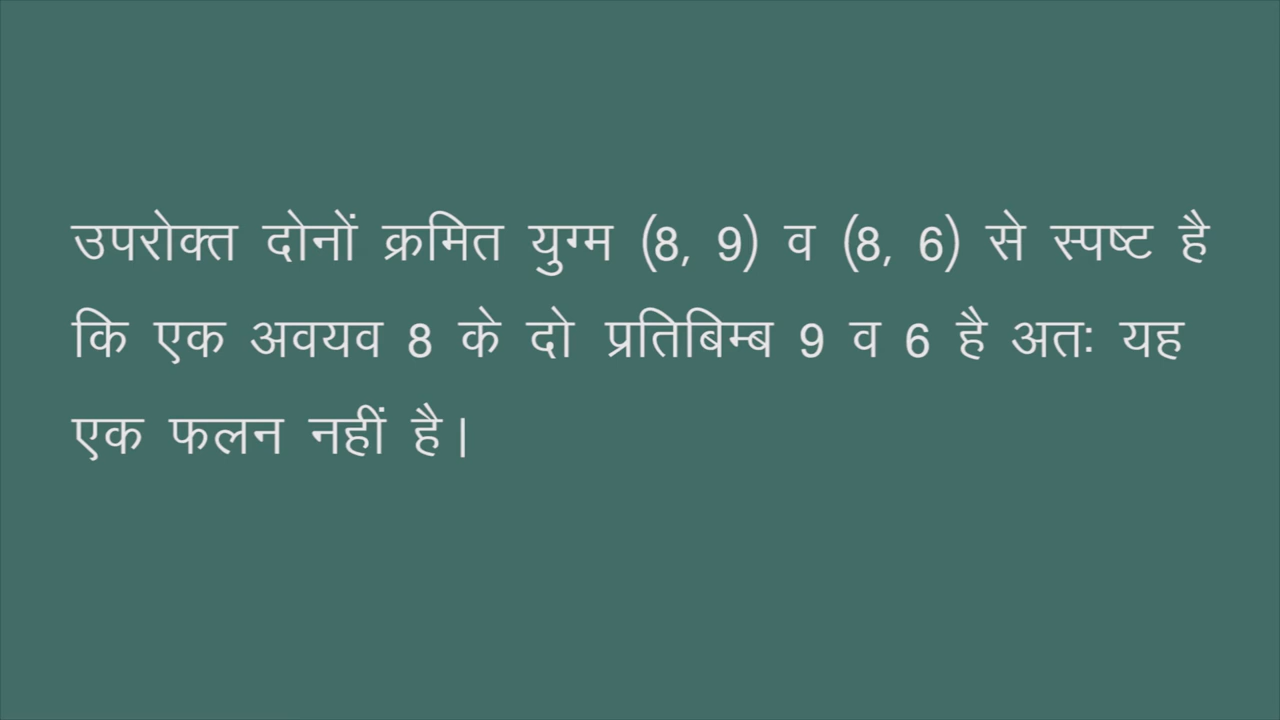 उपरोक्त दोनों क्रमित युग्म (8, 9) व (8, 6) से स्पष्ट है
कि एक अवयव 8 के दो प्रतिबिम्ब 9 व 6 है अतः यह
एक फलन नहीं है।